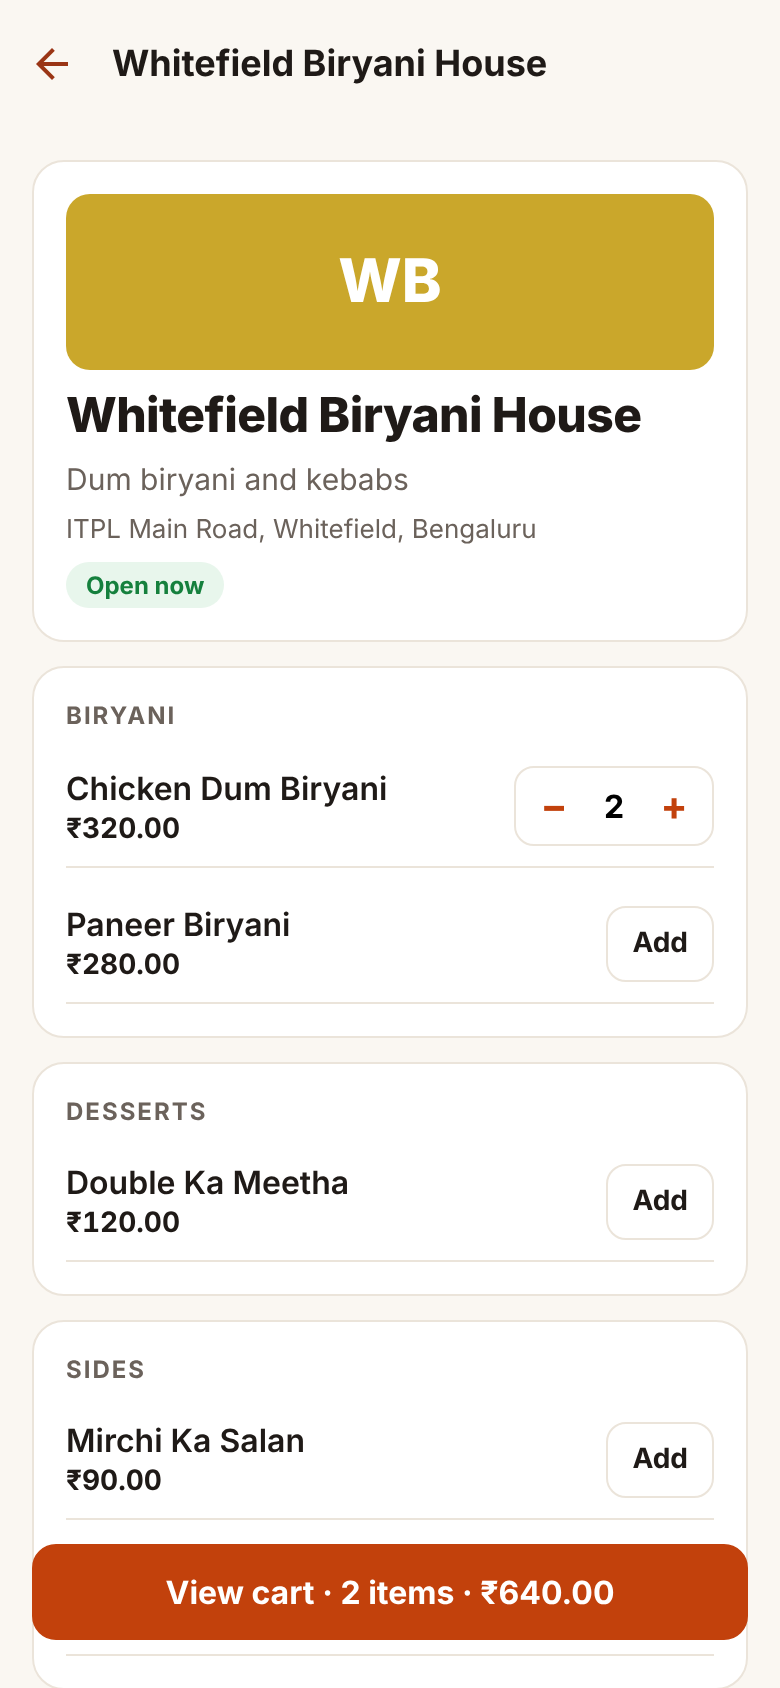 Whitefield Biryani House
WB
Whitefield Biryani House
Dum biryani and kebabs
ITPL Main Road, Whitefield, Bengaluru
Open now
BIRYANI
Chicken Dum Biryani
₹320.00
− 2 +
Paneer Biryani
₹280.00
Add
DESSERTS
Double Ka Meetha
₹120.00
Add
SIDES
Mirchi Ka Salan
₹90.00
Add
View cart · 2 items · ₹640.00